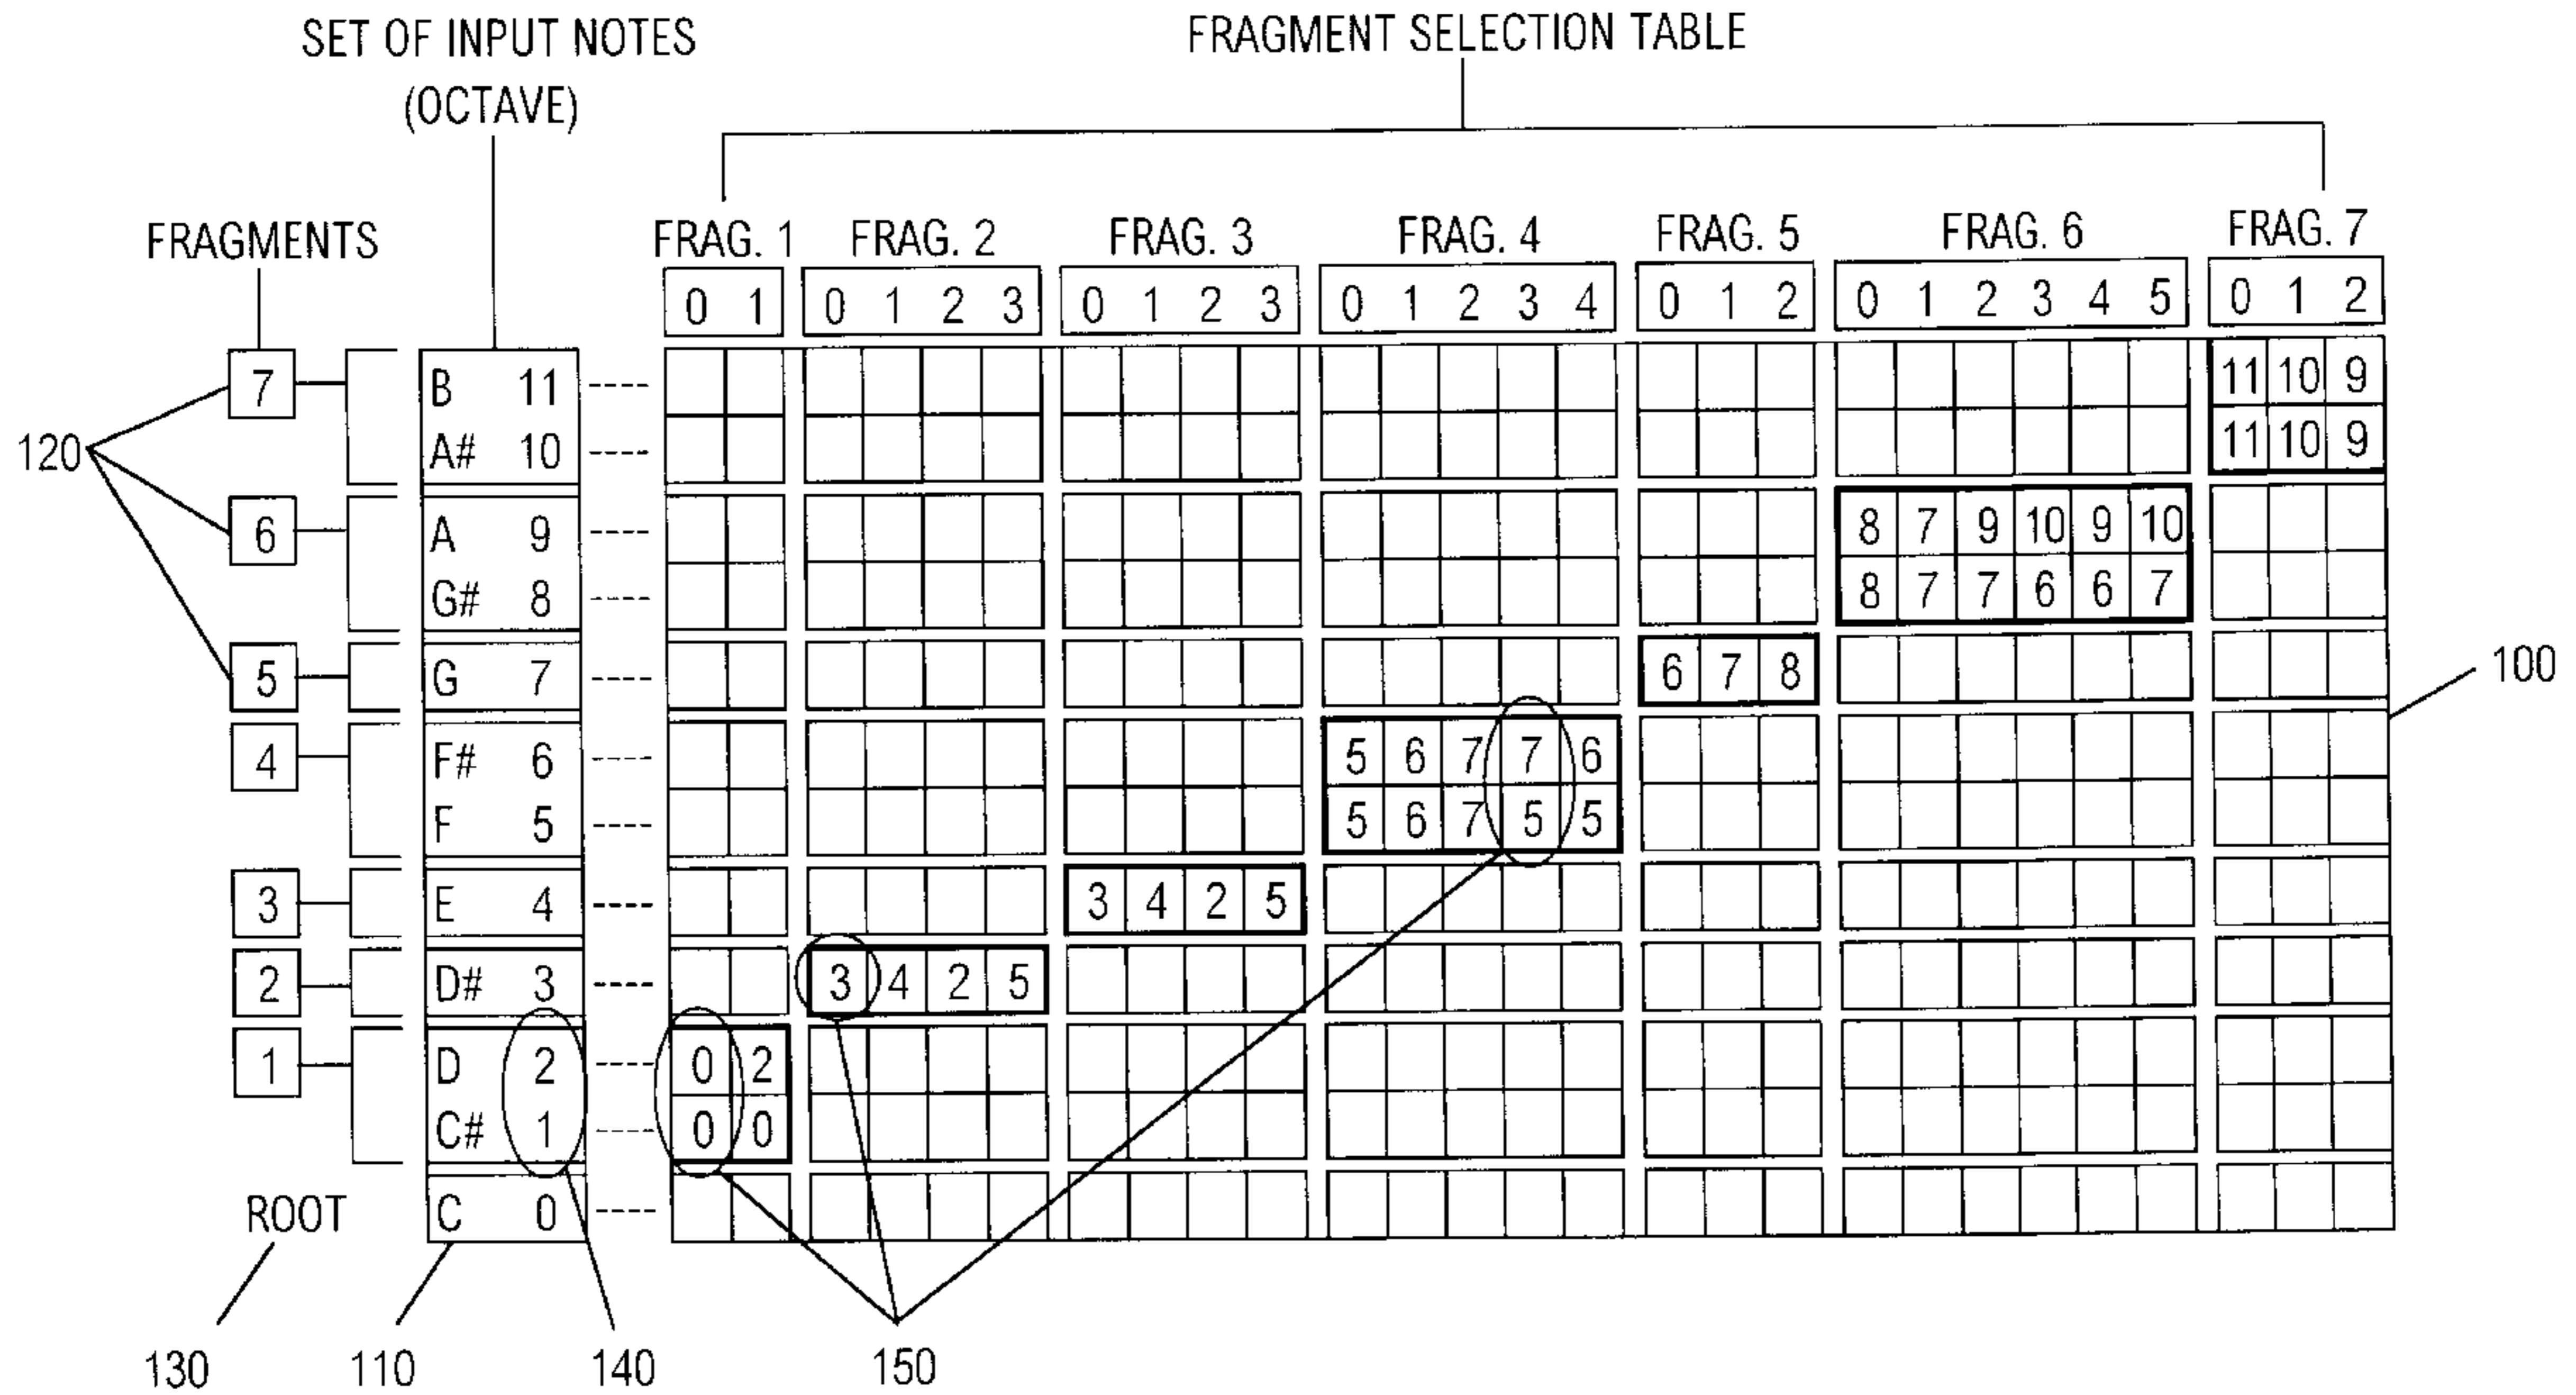 SET OF INPUT NOTES
(OCTAVE)
FRAGMENT SELECTION TABLE
FRAGMENTS
FRAG. 1 FRAG. 2 FRAG. 3 FRAG. 4 FRAG. 5 FRAG. 6 FRAG. 7
0 1 0 1 2 3 0 1 2 3 0 1 2 3 4 0 1 2 0 1 2 3 4 5 0 1 2
7 B 11 ---- 11 10 9
120
A# 10 ---- 11 10 9
6 A 9 ---- 8 7 9 10 9 10
G# 8 ---- 8 7 7 6 6 7
5 G 7 ---- 6 7 8
100
4 F# 6 ---- 5 6 7 7 6
F 5 ---- 5 6 7 5 5
3 E 4 ---- 3 4 2 5
2 D# 3 ---- 3 4 2 5
1 D 2 ---- 0 2
C# 1 ---- 0 0
ROOT C 0 ----
130 110 140 150